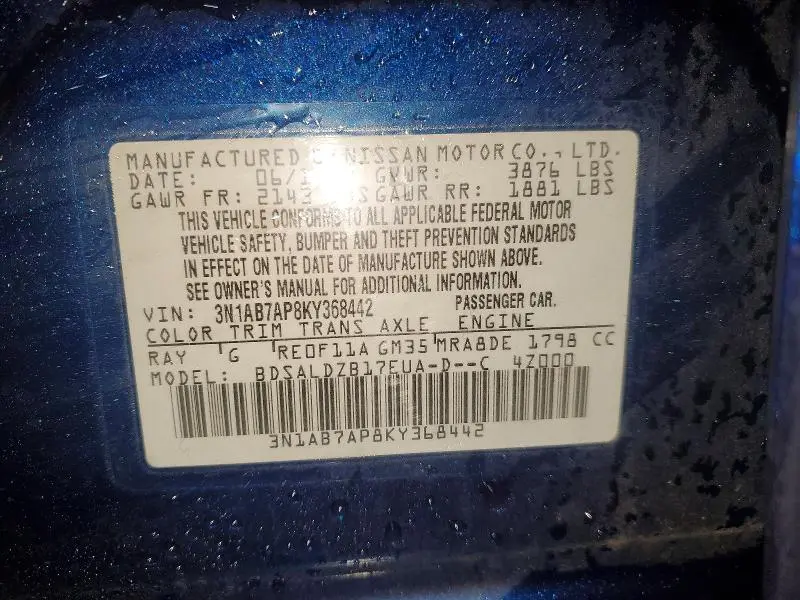 MANUFACTURED NISSAN MOTOR CO., LTD.
DATE: 06/1 GVWR: 3876 LBS
GAWR FR: 2143 GAWR RR: 1881 LBS
THIS VEHICLE CONFORMS TO ALL APPLICABLE FEDERAL MOTOR
VEHICLE SAFETY, BUMPER AND THEFT PREVENTION STANDARDS
IN EFFECT ON THE DATE OF MANUFACTURE SHOWN ABOVE.
SEE OWNER'S MANUAL FOR ADDITIONAL INFORMATION.
VIN: 3N1AB7AP8KY368442 PASSENGER CAR.
COLOR TRIM TRANS AXLE ENGINE
RAY G RE0F11A GM35 MRA8DE 1798 CC
MODEL: BDSALDZB17EUA-D--C 4Z000
3N1AB7AP8KY368442